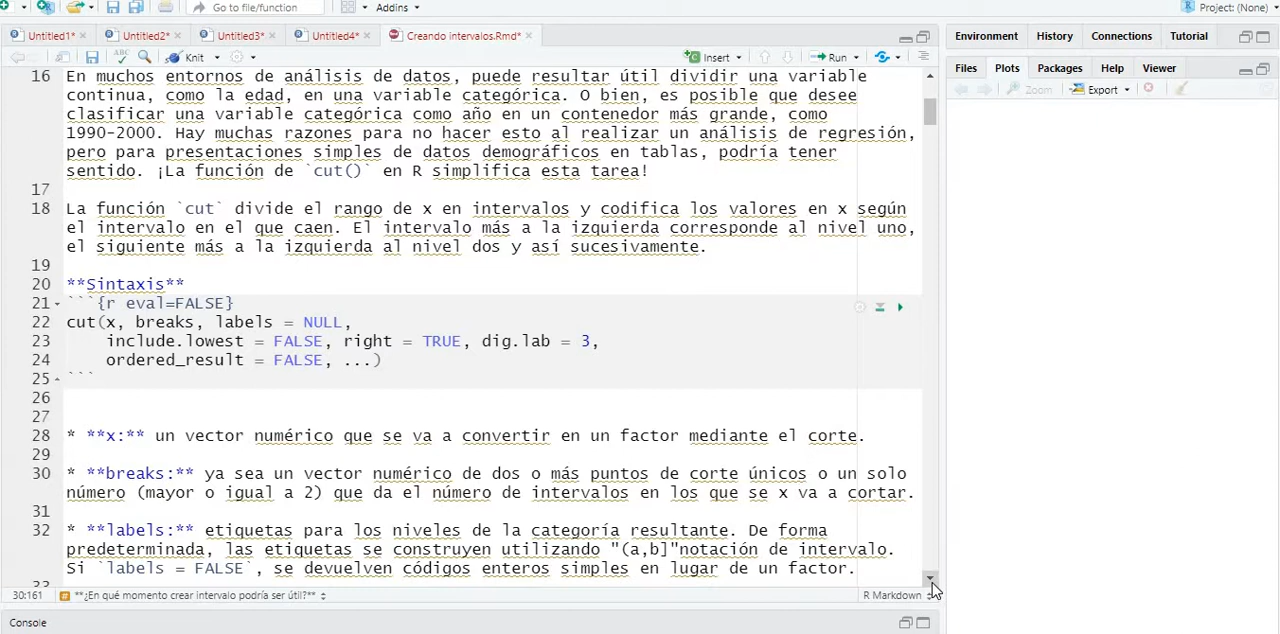 Go to file/function
Addins
Project: (None)
Untitled1*
Untitled2*
Untitled3*
Untitled4*
Creando intervalos.Rmd*
Environment
History
Connections
Tutorial
ABC
Knit
Insert
Run
Files
Plots
Packages
Help
Viewer
Zoom
Export
16 En muchos entornos de análisis de datos, puede resultar útil dividir una variable
continua, como la edad, en una variable categórica. O bien, es posible que desee
clasificar una variable categórica como año en un contenedor más grande, como
1990-2000. Hay muchas razones para no hacer esto al realizar un análisis de regresión,
pero para presentaciones simples de datos demográficos en tablas, podría tener
sentido. ¡La función de `cut()` en R simplifica esta tarea!
17
18 La función `cut` divide el rango de x en intervalos y codifica los valores en x según
el intervalo en el que caen. El intervalo más a la izquierda corresponde al nivel uno,
el siguiente más a la izquierda al nivel dos y así sucesivamente.
19
20 **Sintaxis**
21 ```{r eval=FALSE}
22 cut(x, breaks, labels = NULL,
23 include.lowest = FALSE, right = TRUE, dig.lab = 3,
24 ordered_result = FALSE, ...)
25 ```
26
27
28 * **x:** un vector numérico que se va a convertir en un factor mediante el corte.
29
30 * **breaks:** ya sea un vector numérico de dos o más puntos de corte únicos o un solo
número (mayor o igual a 2) que da el número de intervalos en los que se x va a cortar.
31
32 * **labels:** etiquetas para los niveles de la categoría resultante. De forma
predeterminada, las etiquetas se construyen utilizando "(a,b]"notación de intervalo.
Si `labels = FALSE`, se devuelven códigos enteros simples en lugar de un factor.
33
30:161
**¿En qué momento crear intervalo podría ser útil?**
R Markdown
Console